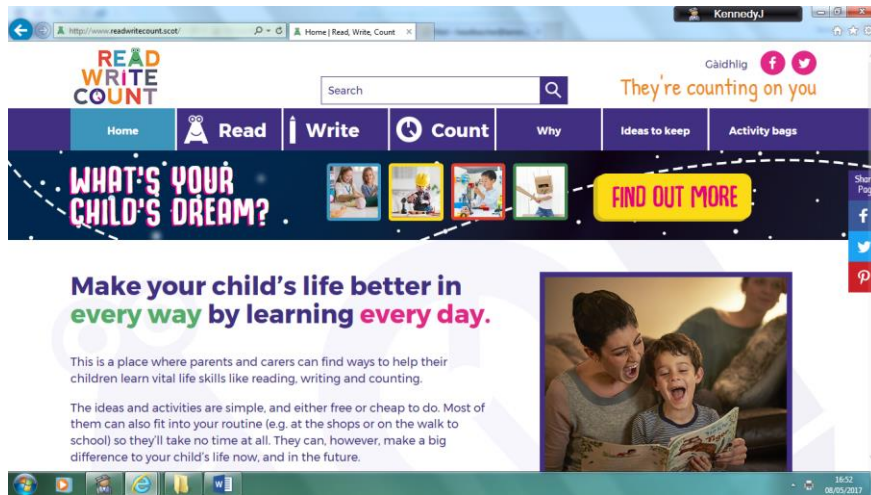 KennedyJ
http://www.readwritecount.scot/
Home | Read, Write, Count
READ
WRITE
COUNT
Search
Gàidhlig
They're counting on you
Home
Read
Write
Count
Why
Ideas to keep
Activity bags
WHAT'S YOUR
CHILD'S DREAM?
FIND OUT MORE
Shar
Pag
Make your child's life better in
every way by learning every day.
This is a place where parents and carers can find ways to help their
children learn vital life skills like reading, writing and counting.
The ideas and activities are simple, and either free or cheap to do. Most of
them can also fit into your routine (e.g. at the shops or on the walk to
school) so they'll take no time at all. They can, however, make a big
difference to your child's life now, and in the future.
16:52
08/05/2017